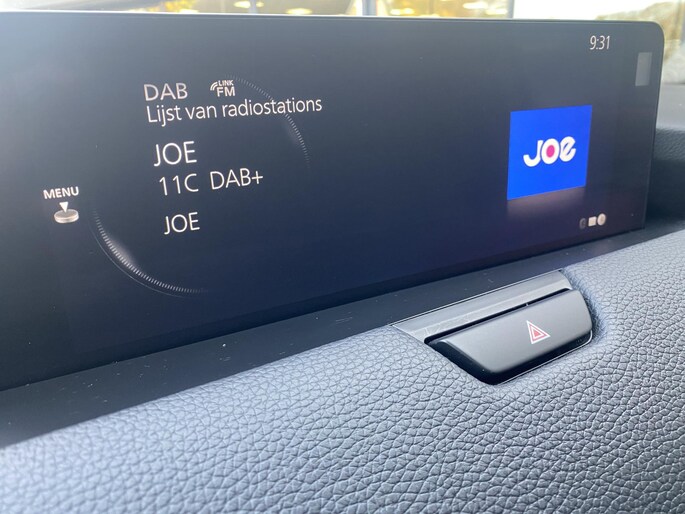 9:31
DAB LINK FM
Lijst van radiostations
JOE
11C DAB+
JOE
MENU
JOe